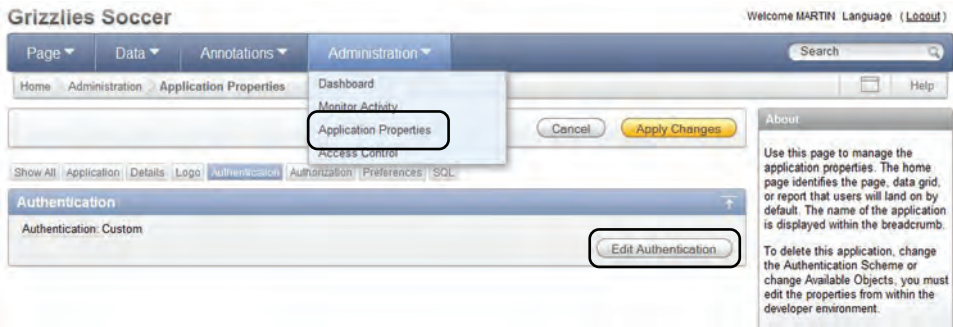 Grizzlies Soccer
Welcome MARTIN Language (Logout)
Page Data Annotations Administration
Search
Home Administration Application Properties
Help
Dashboard
Monitor Activity
Application Properties
Access Control
Cancel Apply Changes
Show All Application Details Logo Authentication Authorization Preferences SQL
Authentication
Authentication: Custom
Edit Authentication
About
Use this page to manage the
application properties. The home
page identifies the page, data grid,
or report that users will land on by
default. The name of the application
is displayed within the breadcrumb.
To delete this application, change
the Authentication Scheme or
change Available Objects, you must
edit the properties from within the
developer environment.